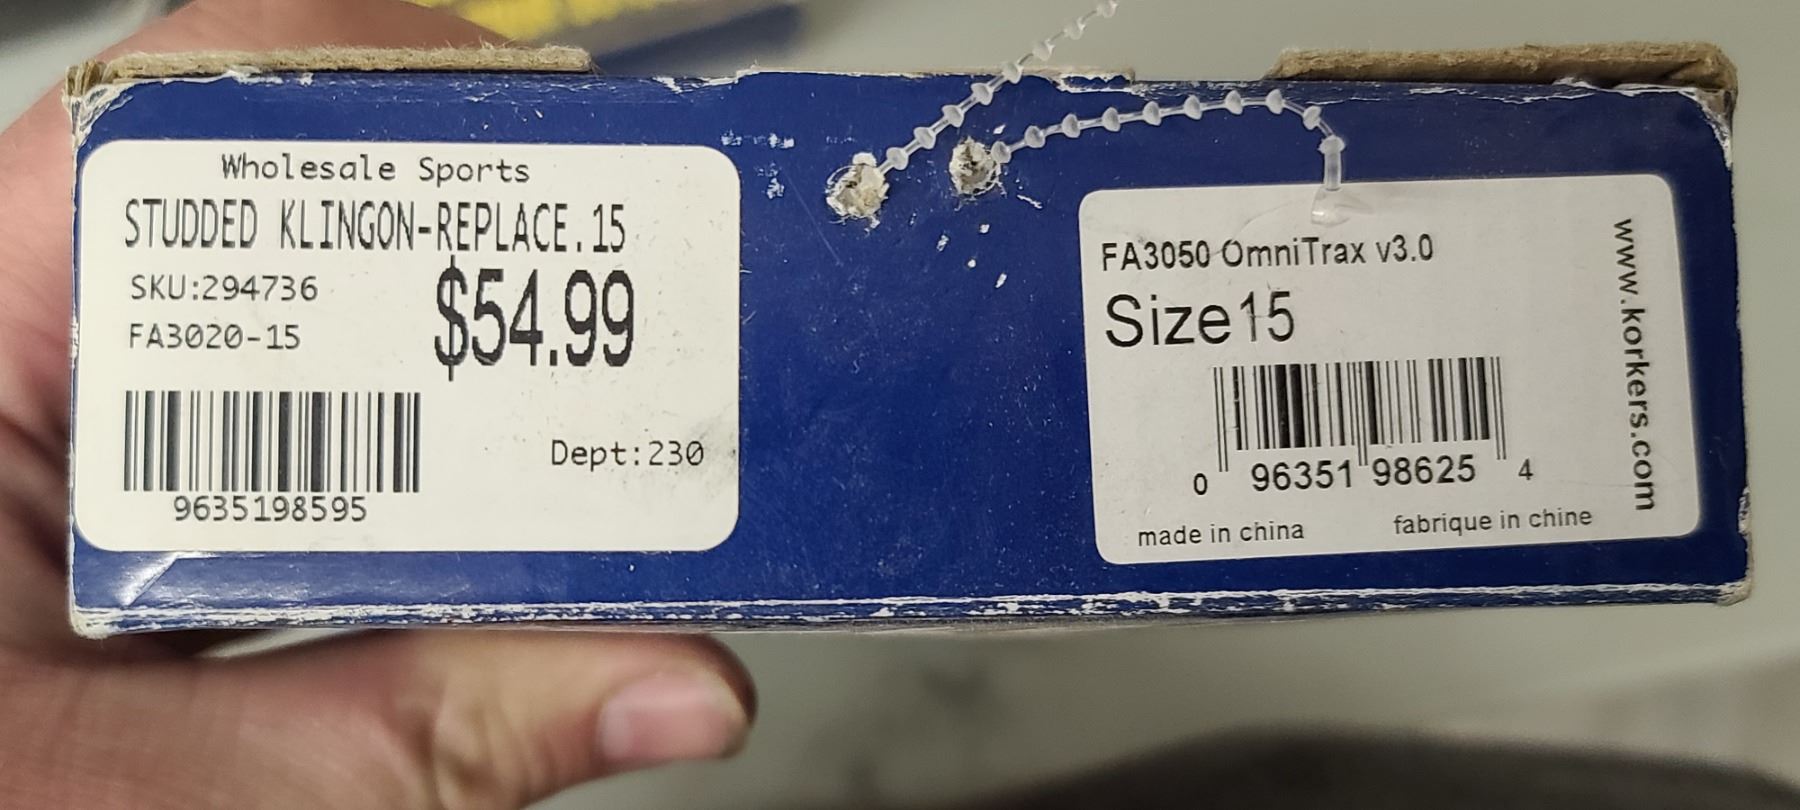 Wholesale Sports
STUDDED KLINGON-REPLACE.15
SKU:294736
$54.99
FA3020-15
Dept:230
9635198595
FA3050 OmniTrax v3.0
Size15
0 96351 98625 4
made in china fabrique in chine
www.korkers.com